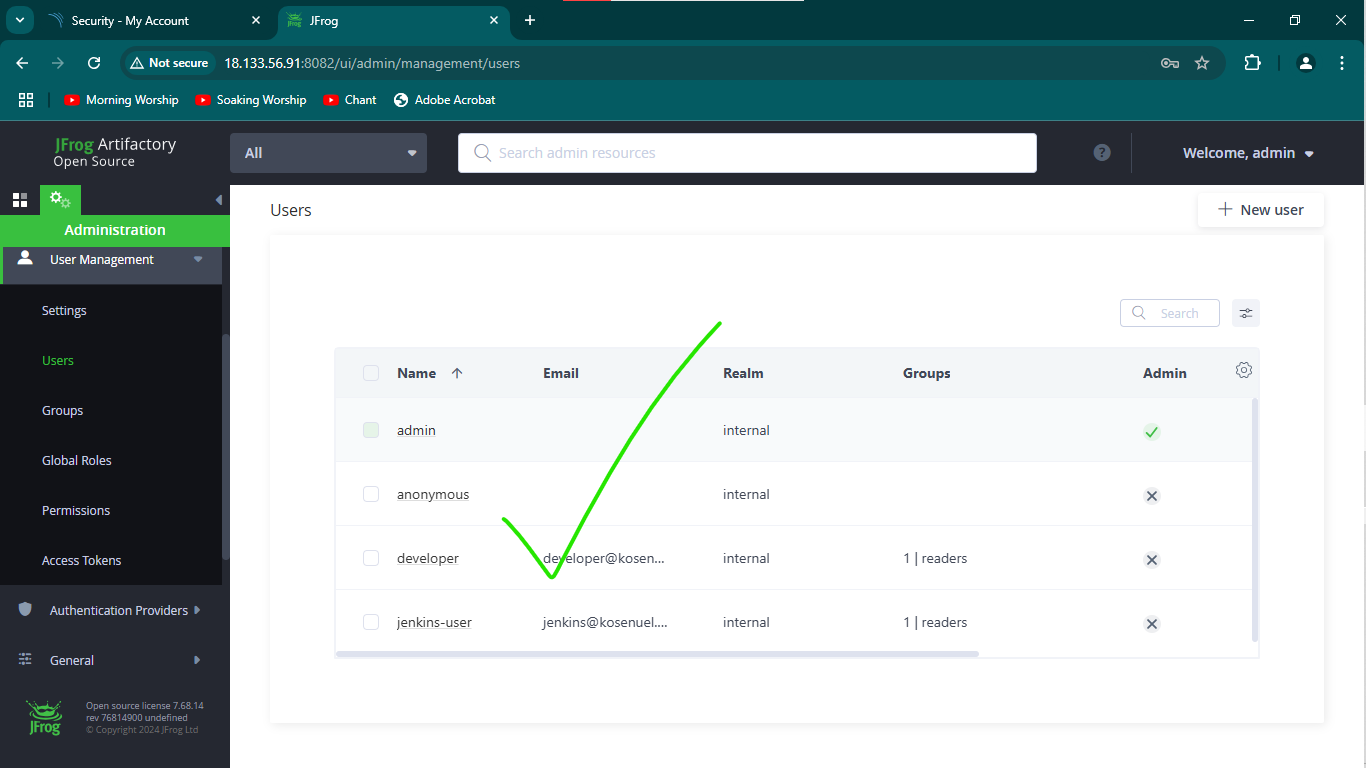 Security - My Account
JFrog
Not secure
18.133.56.91:8082/ui/admin/management/users
Morning Worship
Soaking Worship
Chant
Adobe Acrobat
JFrog Artifactory
Open Source
All
Search admin resources
?
Welcome, admin
Administration
User Management
Settings
Users
Groups
Global Roles
Permissions
Access Tokens
Authentication Providers
General
JFrog
Open source license 7.68.14
rev 76814900 undefined
© Copyright 2024 JFrog Ltd
Users
New user
Search
Name Email Realm Groups Admin
admin internal
anonymous internal
developer developer@kosen... internal 1 | readers
jenkins-user jenkins@kosenuel.... internal 1 | readers